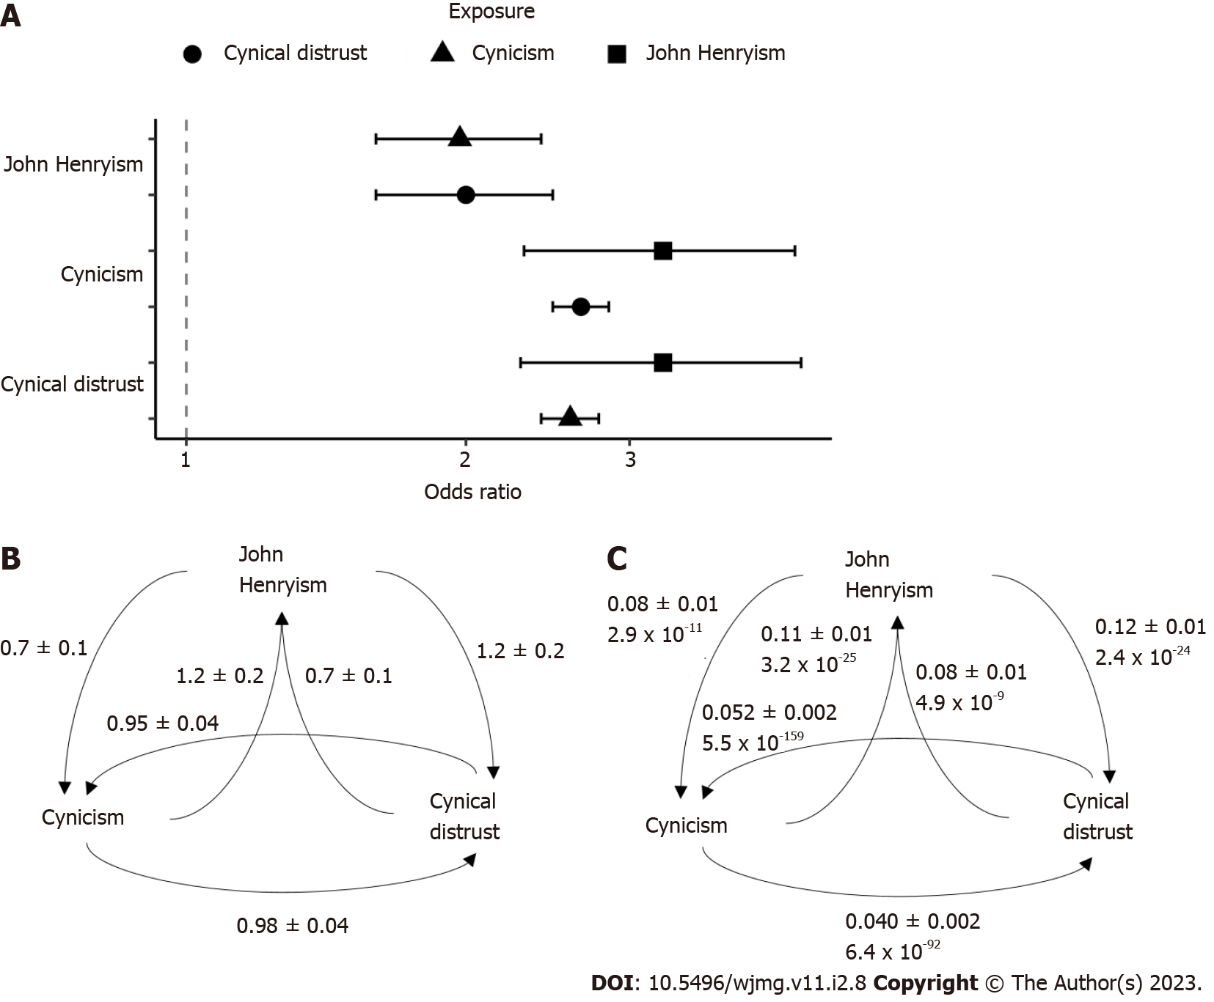 A
Exposure
Cynical distrust
Cynicism
John Henryism
John Henryism
Cynicism
Cynical distrust
1
2
3
Odds ratio
B
John
Henryism
0.7 ± 0.1
1.2 ± 0.2
1.2 ± 0.2
0.7 ± 0.1
0.95 ± 0.04
Cynicism
Cynical
distrust
0.98 ± 0.04
C
John
Henryism
0.08 ± 0.01
2.9 x 10⁻¹¹
0.11 ± 0.01
3.2 x 10⁻²⁵
0.12 ± 0.01
2.4 x 10⁻²⁴
0.08 ± 0.01
4.9 x 10⁻⁹
0.052 ± 0.002
5.5 x 10⁻¹⁵⁹
Cynicism
Cynical
distrust
0.040 ± 0.002
6.4 x 10⁻⁹²
DOI: 10.5496/wjmg.v11.i2.8 Copyright © The Author(s) 2023.